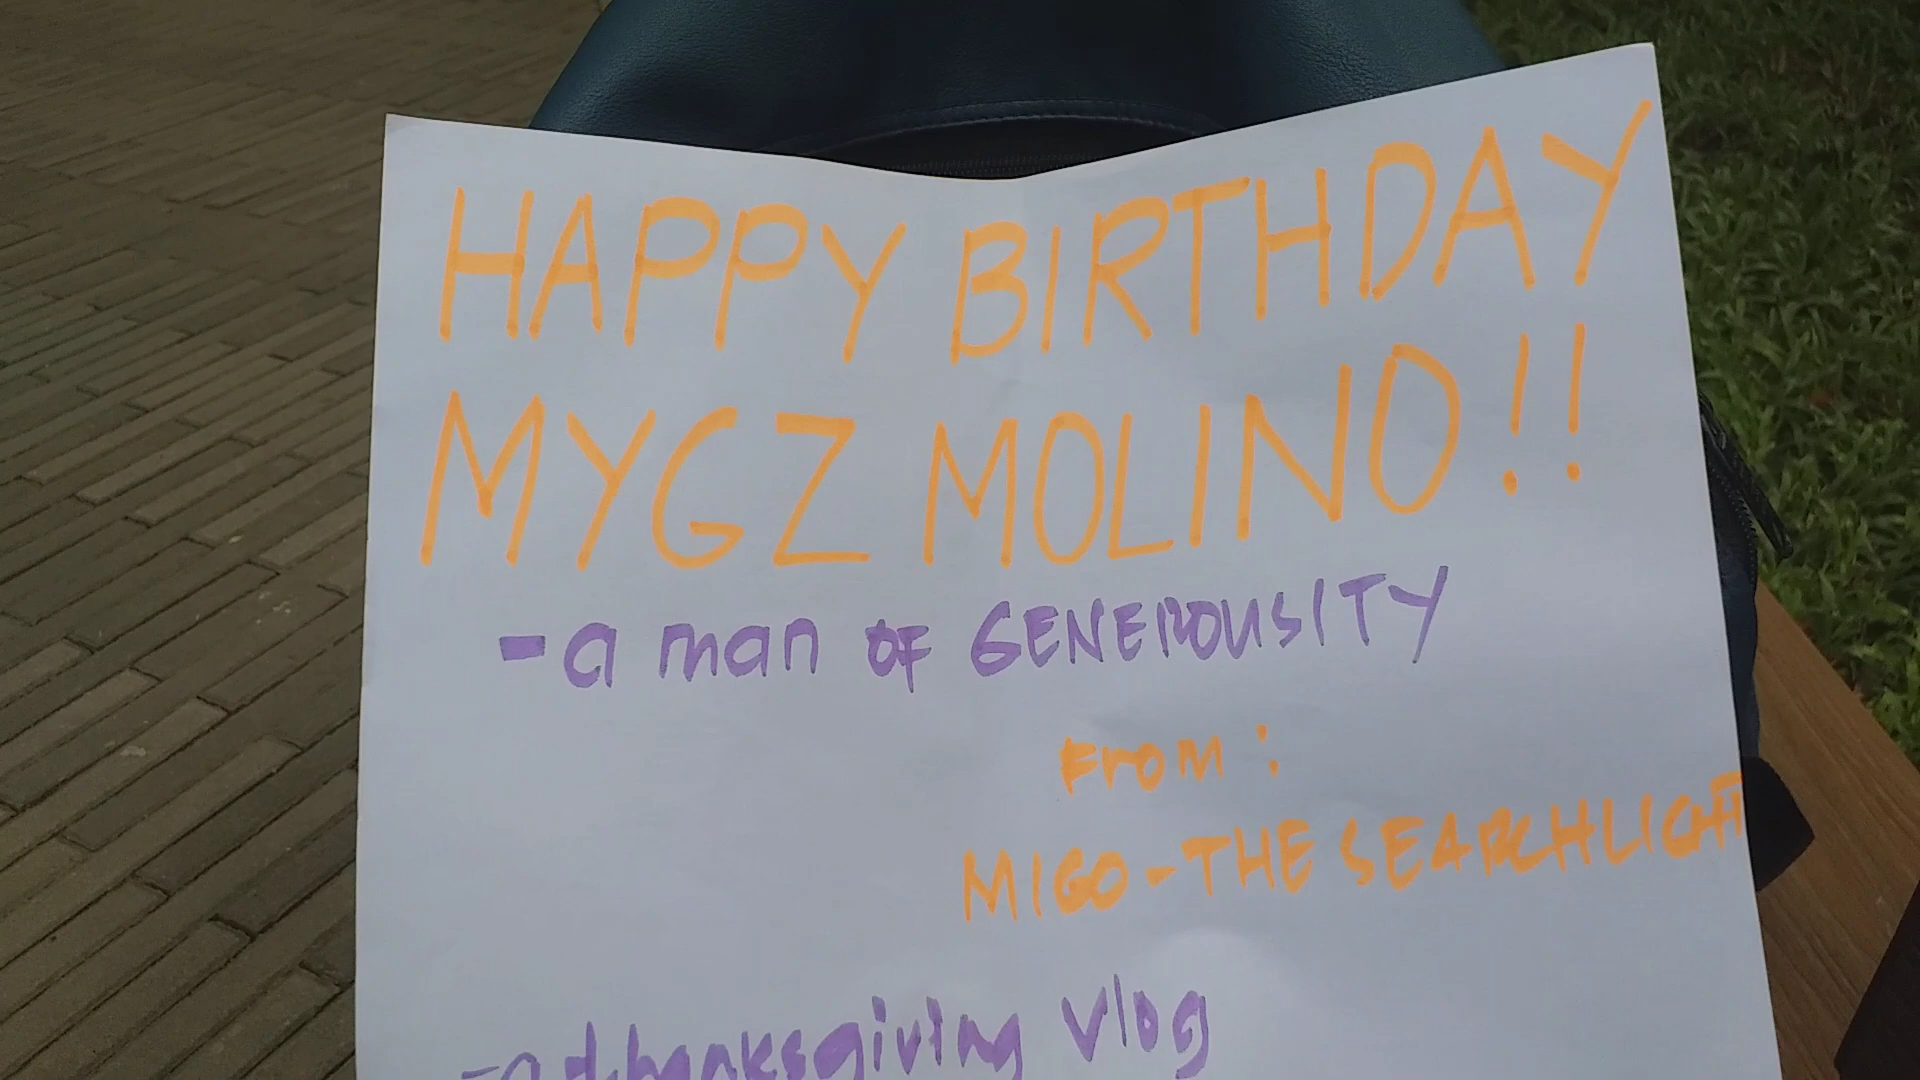 HAPPY BIRTHDAY
MYGZ MOLINO!!
-a man OF GENEROUSITY
From:
MIGO-THE SEARCHLIGHT
-a thanksgiving vlog